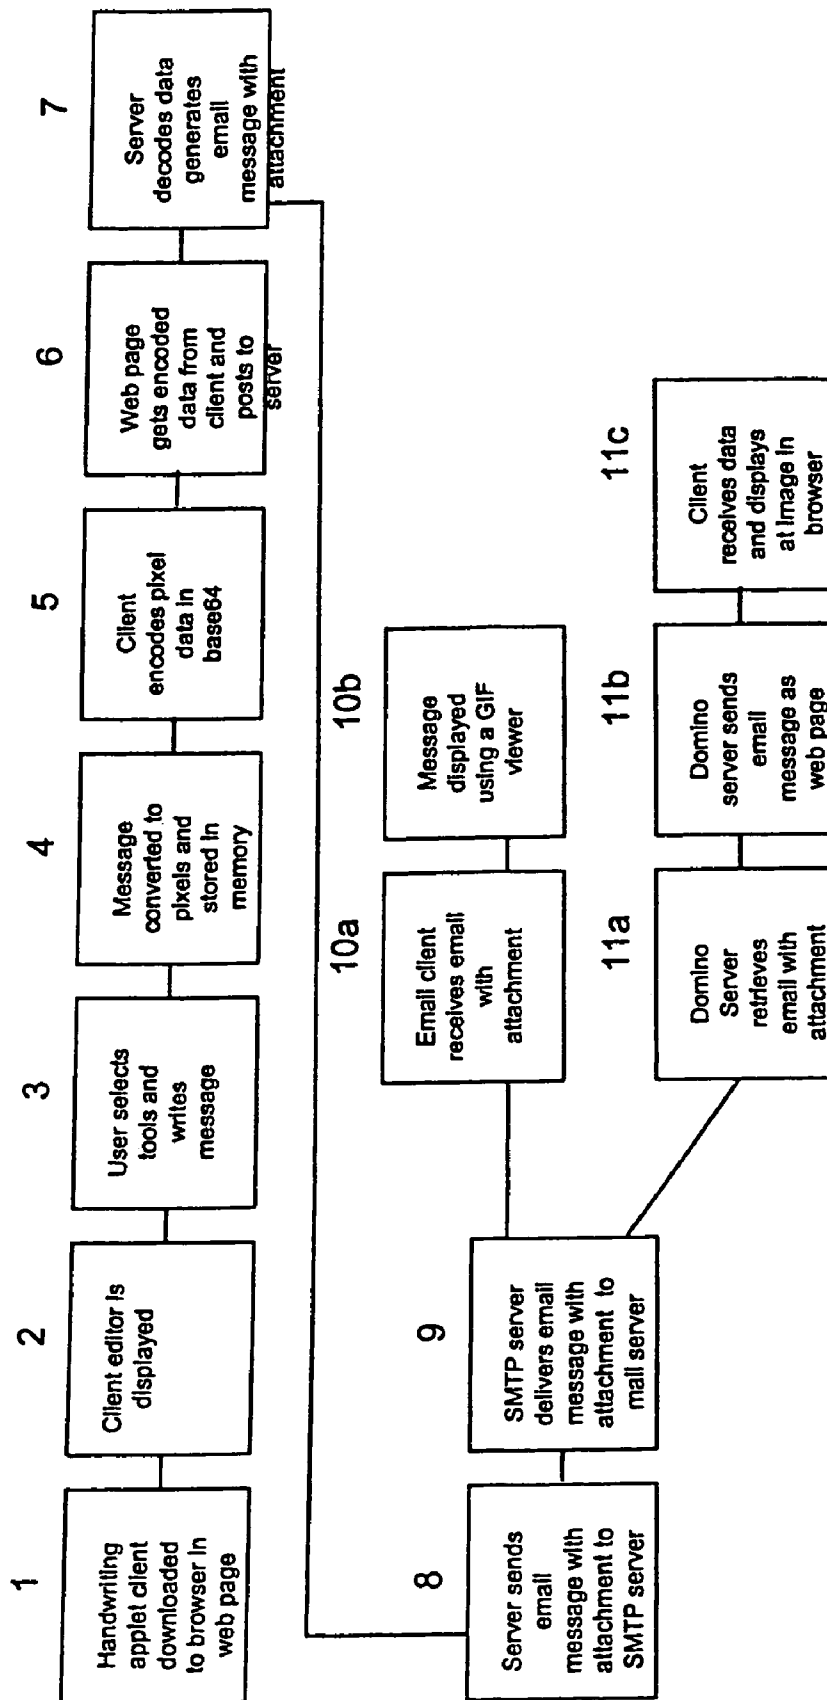 1
Handwriting
applet client
downloaded
to browser in
web page
2
Client editor is
displayed
3
User selects
tools and
writes
message
4
Message
converted to
pixels and
stored in
memory
5
Client
encodes pixel
data in
base64
6
Web page
gets encoded
data from
client and
posts to
server
7
Server
decodes data
generates
email
message with
attachment
8
Server sends
email
message with
attachment to
SMTP server
9
SMTP server
delivers email
message with
attachment to
mail server
10a
Email client
receives email
with
attachment
10b
Message
displayed
using a GIF
viewer
11a
Domino
Server
retrieves
email with
attachment
11b
Domino
server sends
email
message as
web page
11c
Client
receives data
and displays
at image in
browser